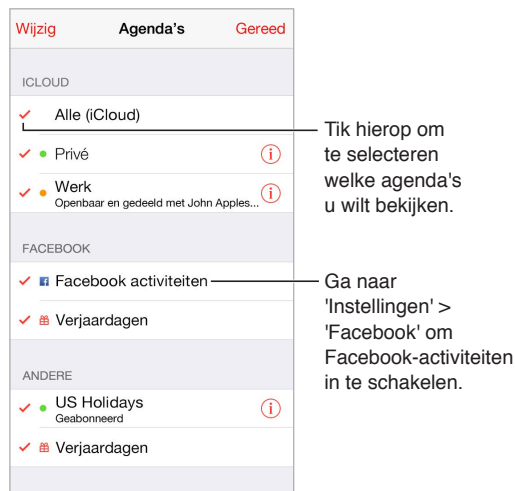 Wijzig Agenda's Gereed
ICLOUD
Alle (iCloud)
Privé
Werk
Openbaar en gedeeld met John Apples...
FACEBOOK
Facebook activiteiten
Verjaardagen
ANDERE
US Holidays
Geabonneerd
Verjaardagen
Tik hierop om
te selecteren
welke agenda's
u wilt bekijken.
Ga naar
'Instellingen' >
'Facebook' om
Facebook-activiteiten
in te schakelen.